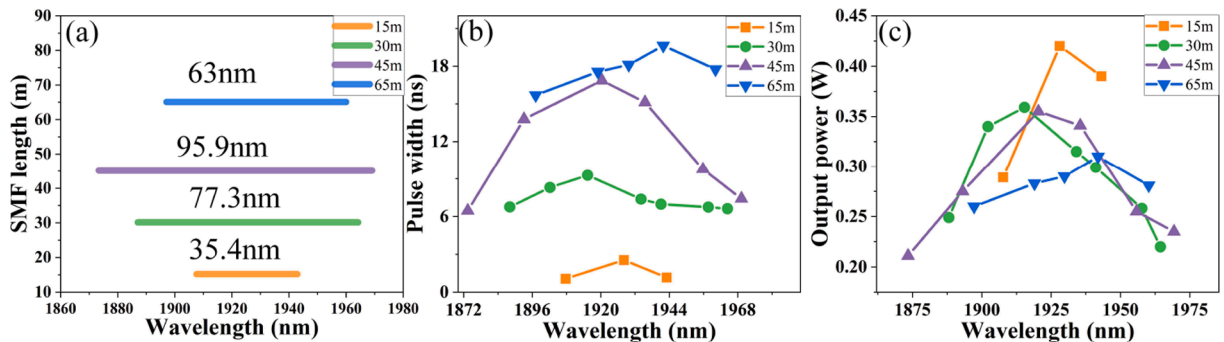 (a)
15m
30m
45m
65m
63nm
95.9nm
77.3nm
35.4nm
90
80
70
60
50
40
30
20
10
SMF length (m)
1860
1880
1900
1920
1940
1960
1980
Wavelength (nm)
(b)
15m
30m
45m
65m
18
12
6
0
Pulse width (ns)
1872
1896
1920
1944
1968
Wavelength (nm)
(c)
15m
30m
45m
65m
0.45
0.40
0.35
0.30
0.25
0.20
Output power (W)
1875
1900
1925
1950
1975
Wavelength (nm)